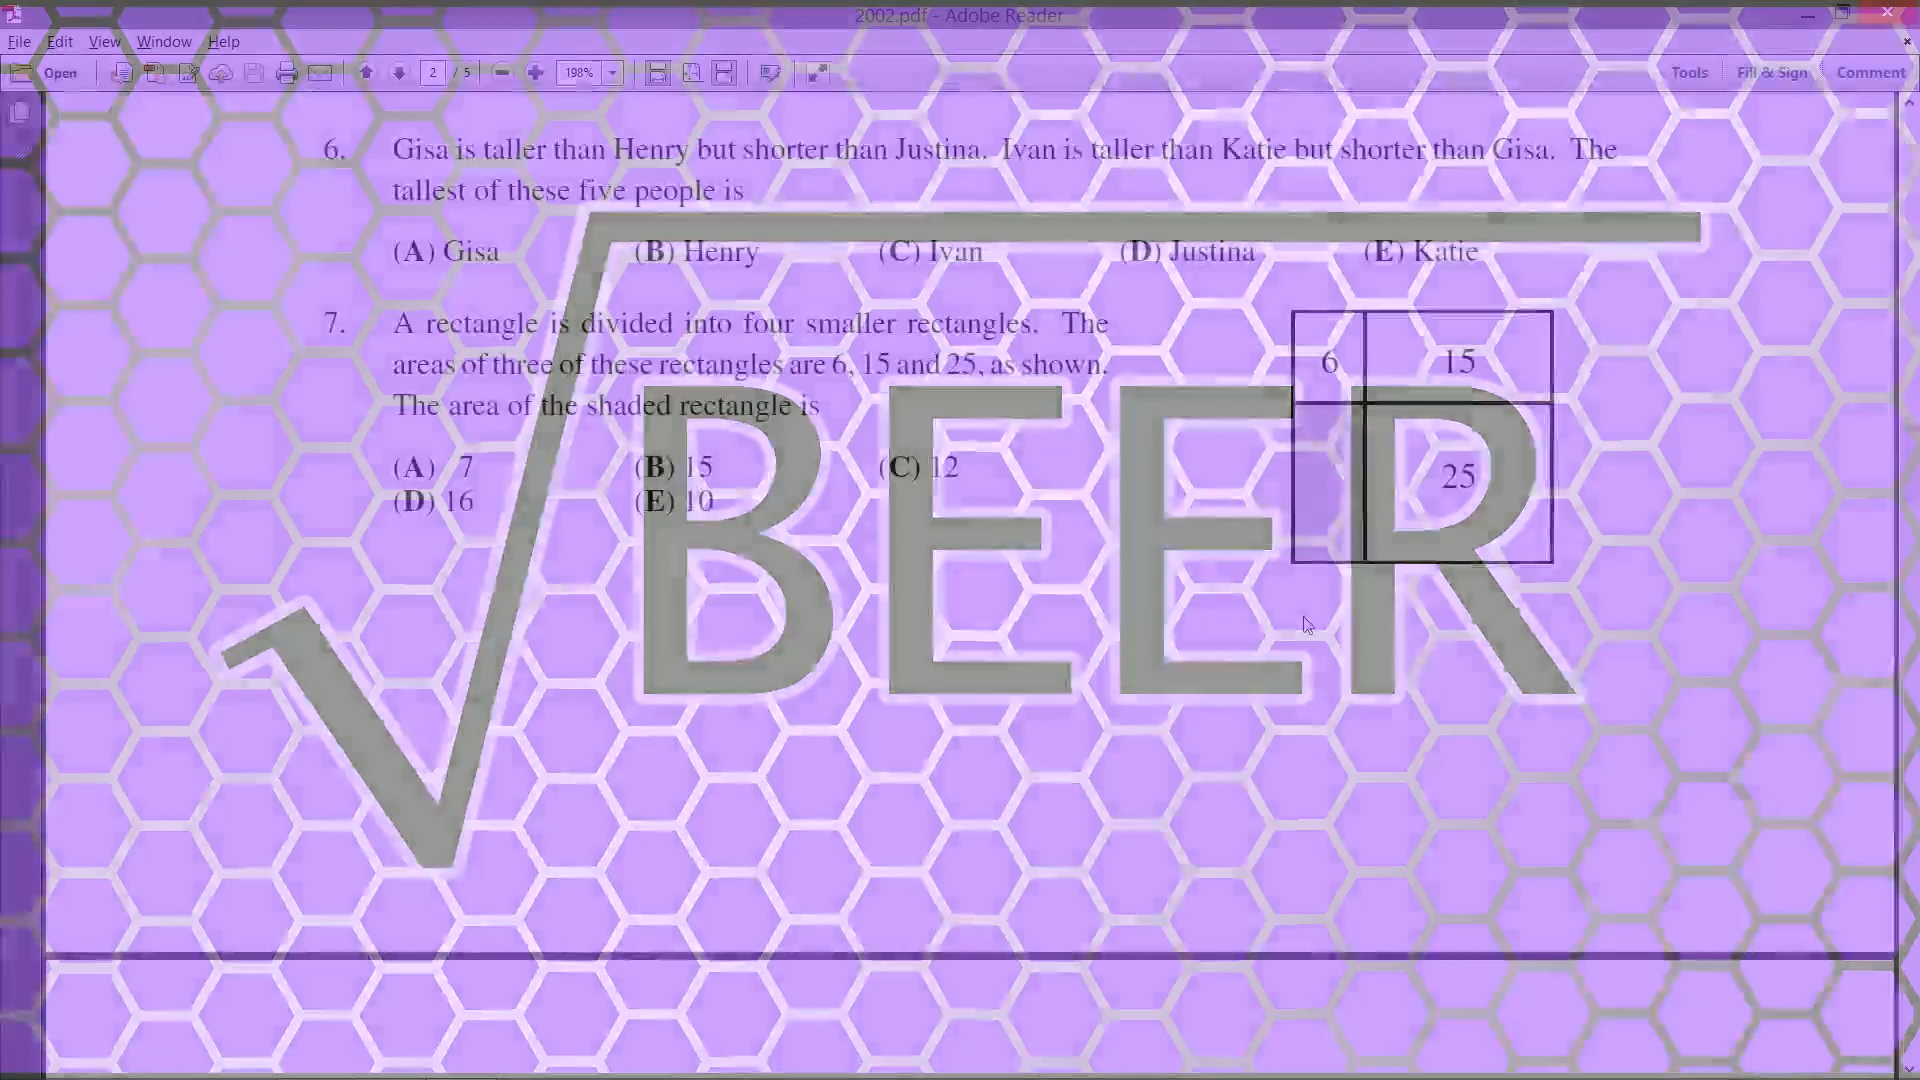 2002.pdf - Adobe Reader
File Edit View Window Help
Open 2 / 5 198% Tools Fill & Sign Comment
6. Gisa is taller than Henry but shorter than Justina. Ivan is taller than Katie but shorter than Gisa. The
tallest of these five people is
(A) Gisa (B) Henry (C) Ivan (D) Justina (E) Katie
7. A rectangle is divided into four smaller rectangles. The
areas of three of these rectangles are 6, 15 and 25, as shown.
The area of the shaded rectangle is
(A) 7 (B) 15 (C) 12
(D) 16 (E) 10
6 15
25
√BEER